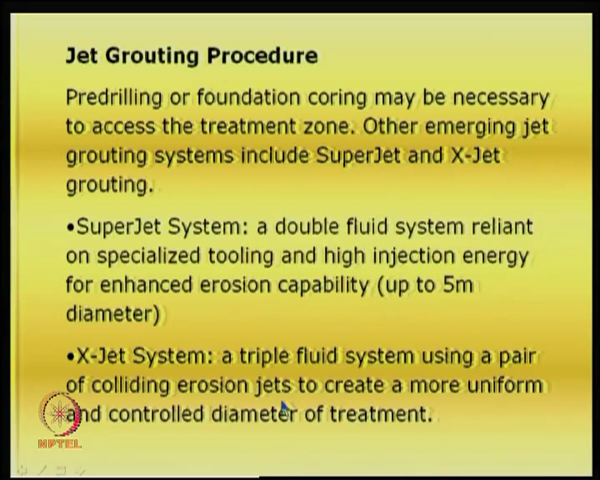 Jet Grouting Procedure
Predrilling or foundation coring may be necessary
to access the treatment zone. Other emerging jet
grouting systems include SuperJet and X-Jet
grouting.
•SuperJet System: a double fluid system reliant
on specialized tooling and high injection energy
for enhanced erosion capability (up to 5m
diameter)
•X-Jet System: a triple fluid system using a pair
of colliding erosion jets to create a more uniform
and controlled diameter of treatment.
NPTEL